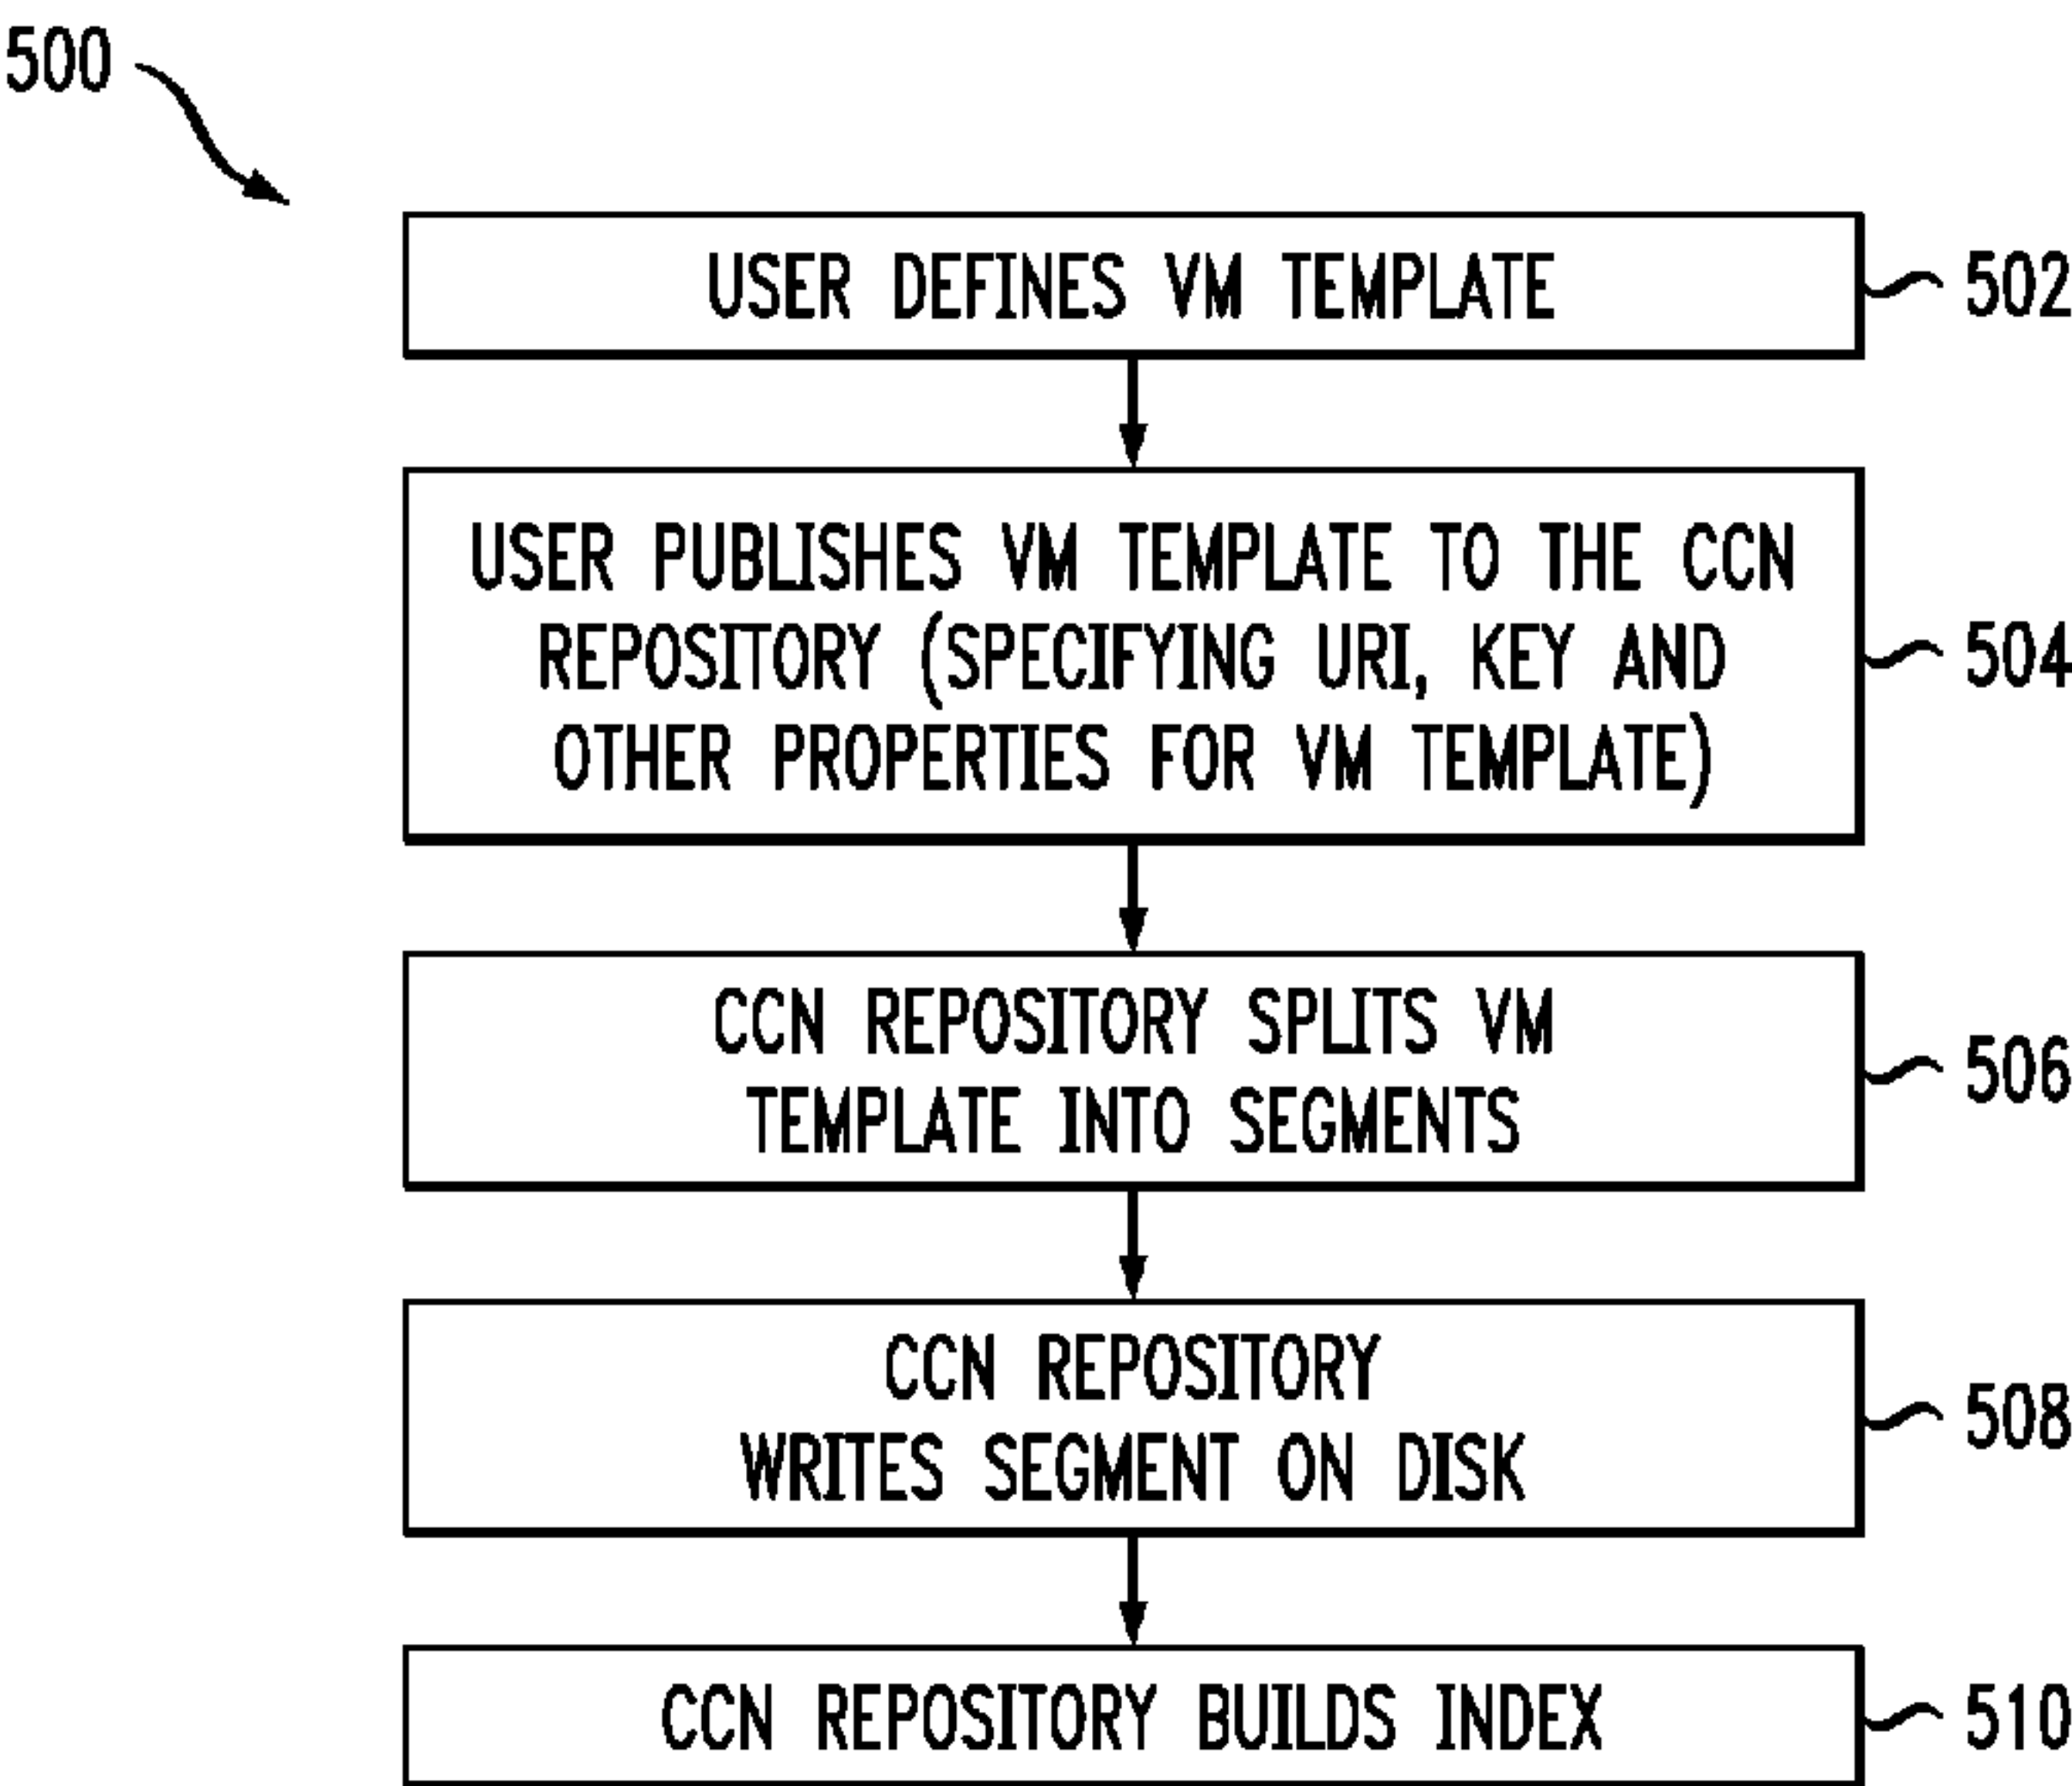 500
USER DEFINES VM TEMPLATE
502
USER PUBLISHES VM TEMPLATE TO THE CCN
REPOSITORY (SPECIFYING URI, KEY AND
OTHER PROPERTIES FOR VM TEMPLATE)
504
CCN REPOSITORY SPLITS VM
TEMPLATE INTO SEGMENTS
506
CCN REPOSITORY
WRITES SEGMENT ON DISK
508
CCN REPOSITORY BUILDS INDEX
510